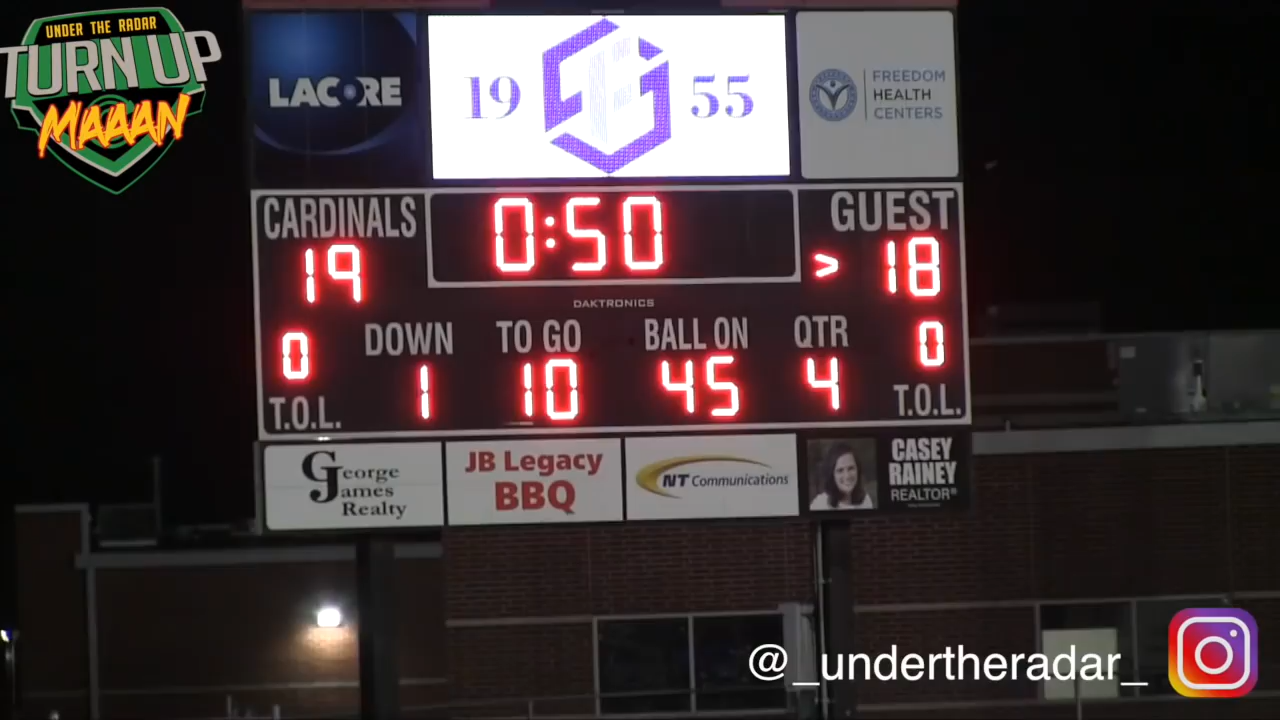 UNDER THE RADAR
TURN UP
MAAAN
LACORE
19 55
FREEDOM
HEALTH
CENTERS
CARDINALS
0:50
GUEST
19
> 18
DAKTRONICS
DOWN TO GO BALL ON QTR
0 1 10 45 4 0
T.O.L. T.O.L.
George
James
Realty
JB Legacy
BBQ
NT Communications
CASEY
RAINEY
REALTOR®
@_undertheradar_